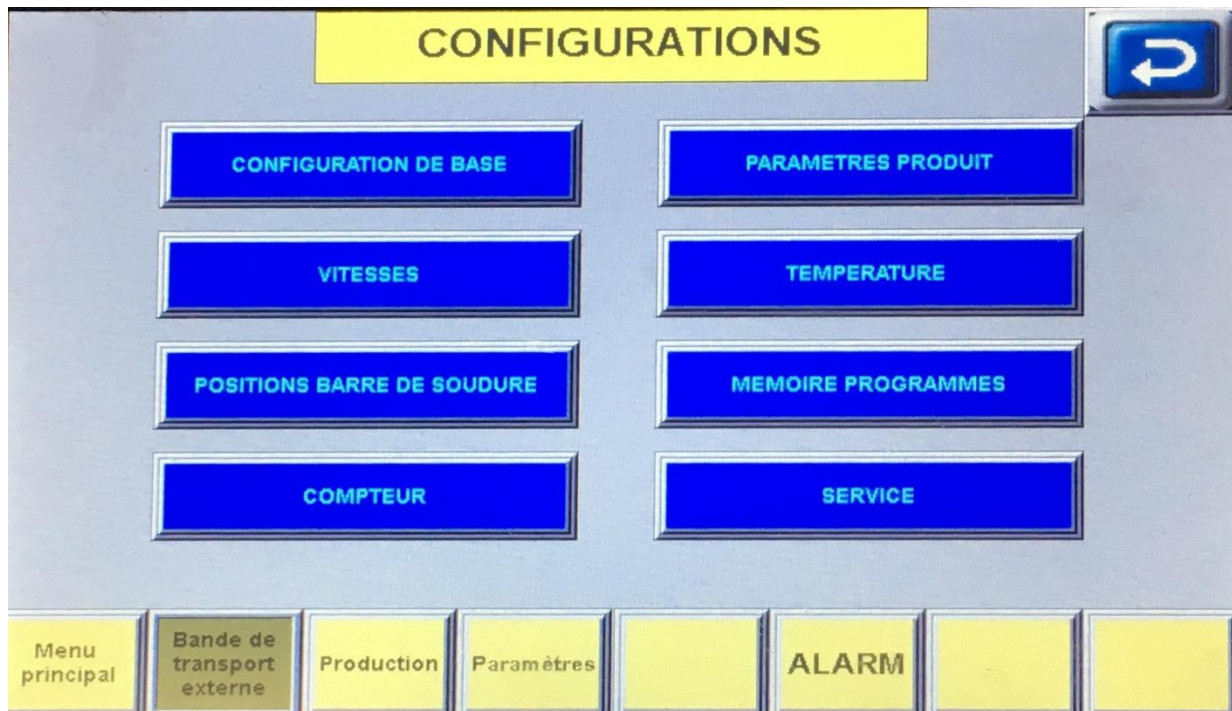 CONFIGURATIONS
CONFIGURATION DE BASE
PARAMETRES PRODUIT
VITESSES
TEMPERATURE
POSITIONS BARRE DE SOUDURE
MEMOIRE PROGRAMMES
COMPTEUR
SERVICE
Menu
principal
Bande de
transport
externe
Production
Paramètres
ALARM